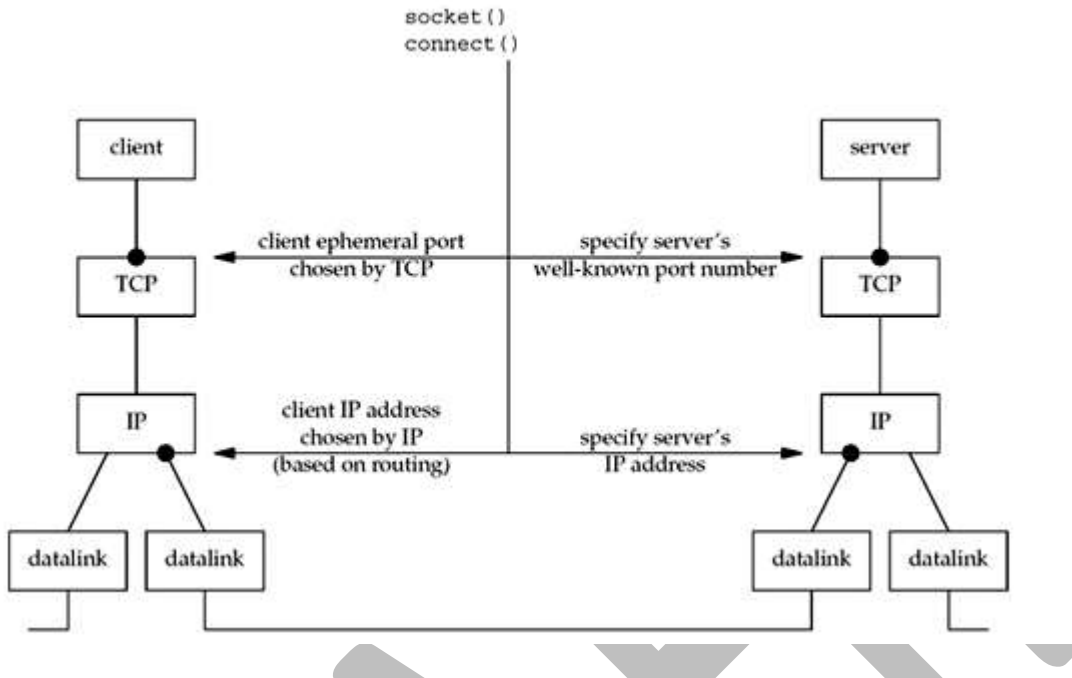 socket()
connect()
client
server
client ephemeral port
chosen by TCP
specify server's
well-known port number
TCP
TCP
client IP address
chosen by IP
(based on routing)
specify server's
IP address
IP
IP
datalink
datalink
datalink
datalink